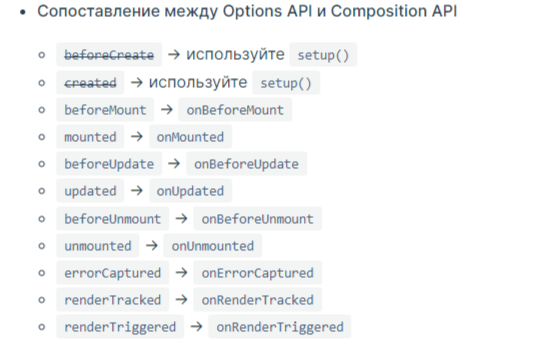 Сопоставление между Options API и Composition API
beforeCreate → используйте setup()
created → используйте setup()
beforeMount → onBeforeMount
mounted → onMounted
beforeUpdate → onBeforeUpdate
updated → onUpdated
beforeUnmount → onBeforeUnmount
unmounted → onUnmounted
errorCaptured → onErrorCaptured
renderTracked → onRenderTracked
renderTriggered → onRenderTriggered